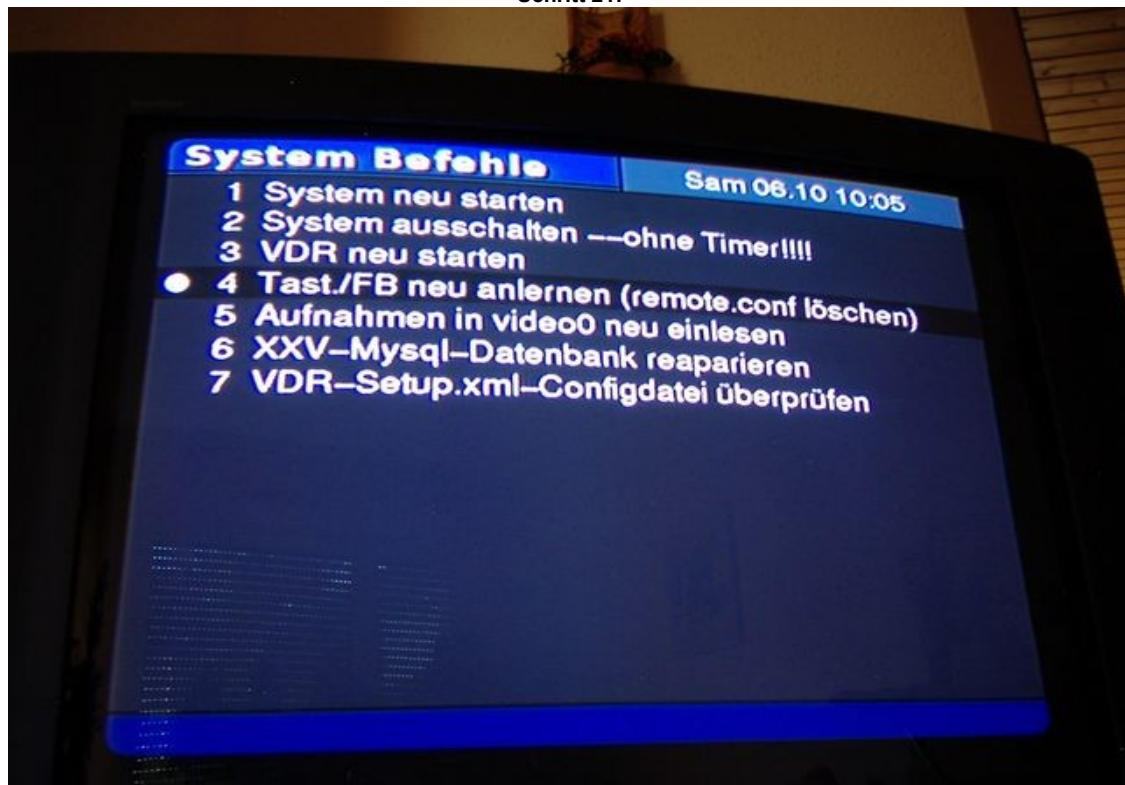 System Befehle
Sam 06.10 10:05
1 System neu starten
2 System ausschalten ––ohne Timer!!!!
3 VDR neu starten
4 Tast./FB neu anlernen (remote.conf löschen)
5 Aufnahmen in video0 neu einlesen
6 XXV–Mysql–Datenbank reaparieren
7 VDR–Setup.xml–Configdatei überprüfen